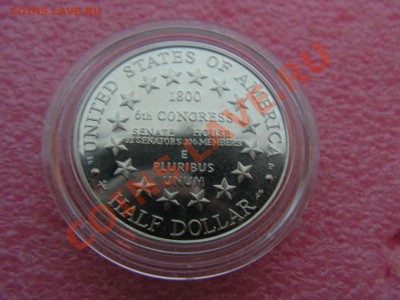 coins.лаve.ru
UNITED STATES OF AMERICA
1800
6th CONGRESS
SENATE HOUSE
32 SENATORS 106 MEMBERS
E
PLURIBUS
UNUM
HALF DOLLAR
COINS.LAVE.RU